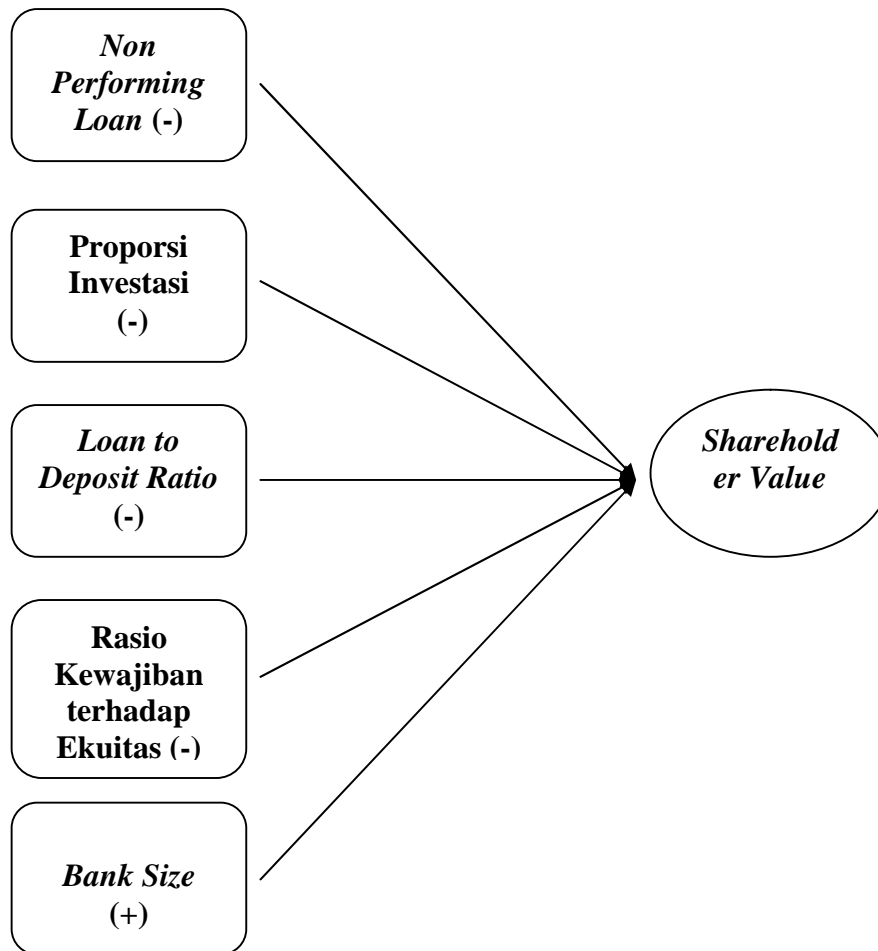 Non
Performing
Loan (-)
Proporsi
Investasi
(-)
Loan to
Deposit Ratio
(-)
Sharehold
er Value
Rasio
Kewajiban
terhadap
Ekuitas (-)
Bank Size
(+)